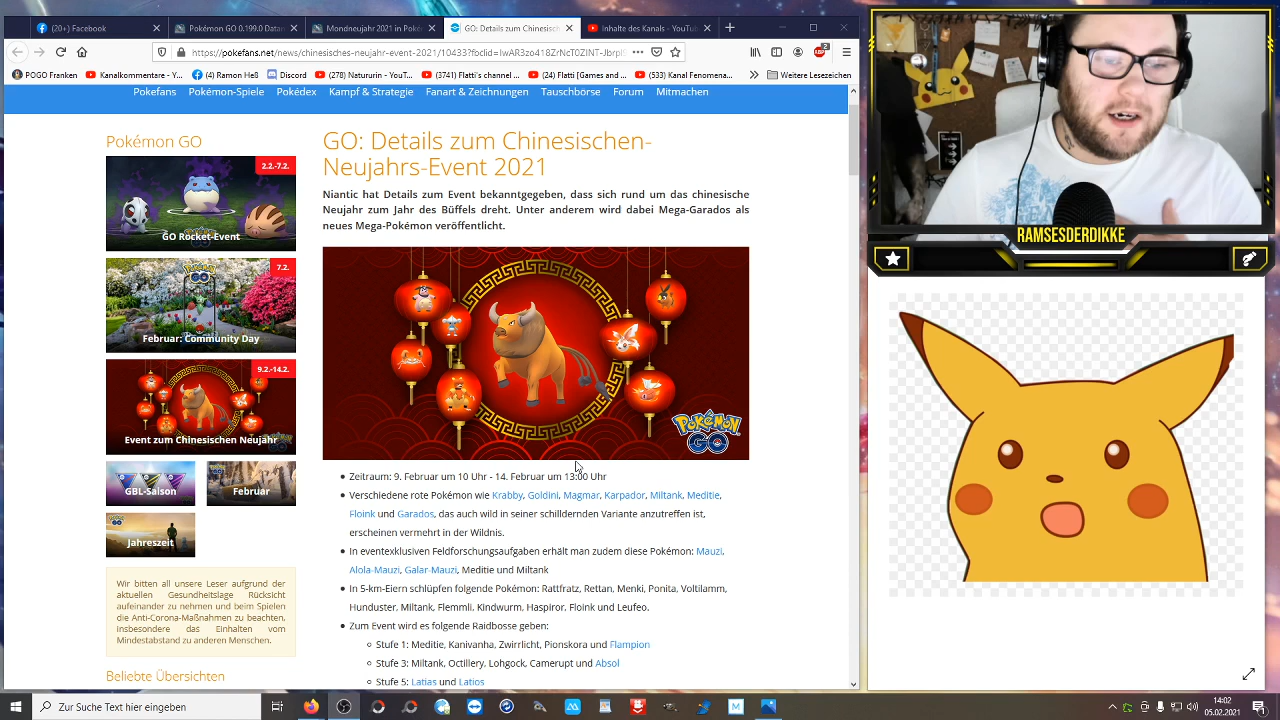 (20+) Facebook
Pokémon GO 0.199.0 Datam
Mondneujahr 2021 in Poké
GO: Details zum Chinesisch
Inhalte des Kanals - YouTu
https://pokefans.net/news/chinesisches-neujahr-event-2021/10433?fbclid=IwAR3zo418ZrNcT0ZINT-Jbrpl
POGO Franken
Kanalkommentare - Y...
(4) Ramon Heß
Discord
(278) Natururin - YouT...
(3741) Flatti's channel ...
(24) Flatti [Games and ...
(533) Kanal Fenomena...
Weitere Lesezeichen
Pokefans Pokémon-Spiele Pokédex Kampf & Strategie Fanart & Zeichnungen Tauschbörse Forum Mitmachen
Pokémon GO
2.2.-7.2.
GO Rocket-Event
7.2.
Februar: Community Day
9.2.-14.2.
Event zum Chinesischen Neujahr
GBL-Saison
Februar
Jahreszeit
Wir bitten all unsere Leser aufgrund der
aktuellen Gesundheitslage Rücksicht
aufeinander zu nehmen und beim Spielen
die Anti-Corona-Maßnahmen zu beachten,
insbesondere das Einhalten vom
Mindestabstand zu anderen Menschen.
Beliebte Übersichten
GO: Details zum Chinesischen-
Neujahrs-Event 2021
Niantic hat Details zum Event bekanntgegeben, dass sich rund um das chinesische
Neujahr zum Jahr des Büffels dreht. Unter anderem wird dabei Mega-Garados als
neues Mega-Pokémon veröffentlicht.
POKÉMON
GO
Zeitraum: 9. Februar um 10 Uhr - 14. Februar um 13:00 Uhr
Verschiedene rote Pokémon wie Krabby, Goldini, Magmar, Karpador, Miltank, Meditie,
Floink und Garados, das auch wild in seiner schilldernden Variante anzutreffen ist,
erscheinen vermehrt in der Wildnis.
In eventexklusiven Feldforschungsaufgaben erhält man zudem diese Pokémon: Mauzi,
Alola-Mauzi, Galar-Mauzi, Meditie und Miltank
In 5-km-Eiern schlüpfen folgende Pokémon: Rattfratz, Rettan, Menki, Ponita, Voltilamm,
Hunduster, Miltank, Flemmli, Kindwurm, Haspiror, Floink und Leufeo.
Zum Event wird es folgende Raidbosse geben:
Stufe 1: Meditie, Kanivanha, Zwirrlicht, Pionskora und Flampion
Stufe 3: Miltank, Octillery, Lohgock, Camerupt und Absol
Stufe 5: Latias und Latios
RAMSESDERDIKKE
Zur Suche Text hier eingeben
14:02
05.02.2021